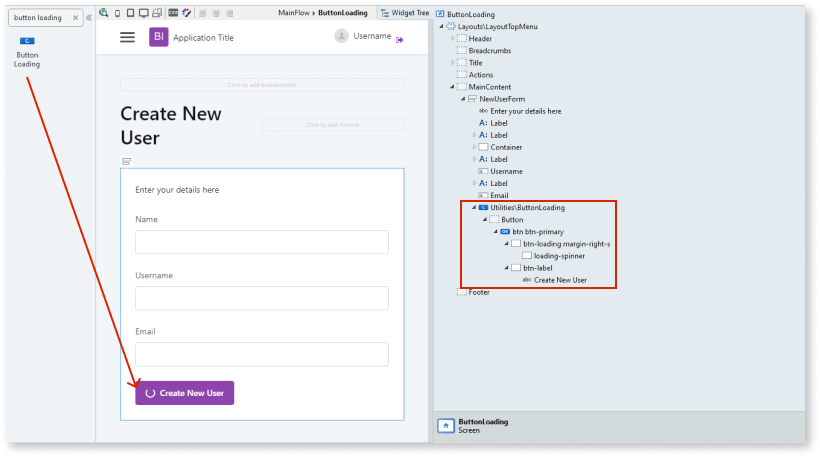 button loading
Button
Loading
MainFlow ▸ ButtonLoading
Widget Tree
BI
Application Title
Username
Click to add Breadcrumbs
Create New
User
Click to add Actions
Enter your details here
Name
Username
Email
Create New User
ButtonLoading
Layouts\LayoutTopMenu
Header
Breadcrumbs
Title
Actions
MainContent
NewUserForm
abc Enter your details here
A: Label
A: Label
Container
A: Label
Username
A: Label
Email
Utilities\ButtonLoading
Button
btn btn-primary
btn-loading margin-right-s
loading-spinner
btn-label
abc Create New User
Footer
ButtonLoading
Screen